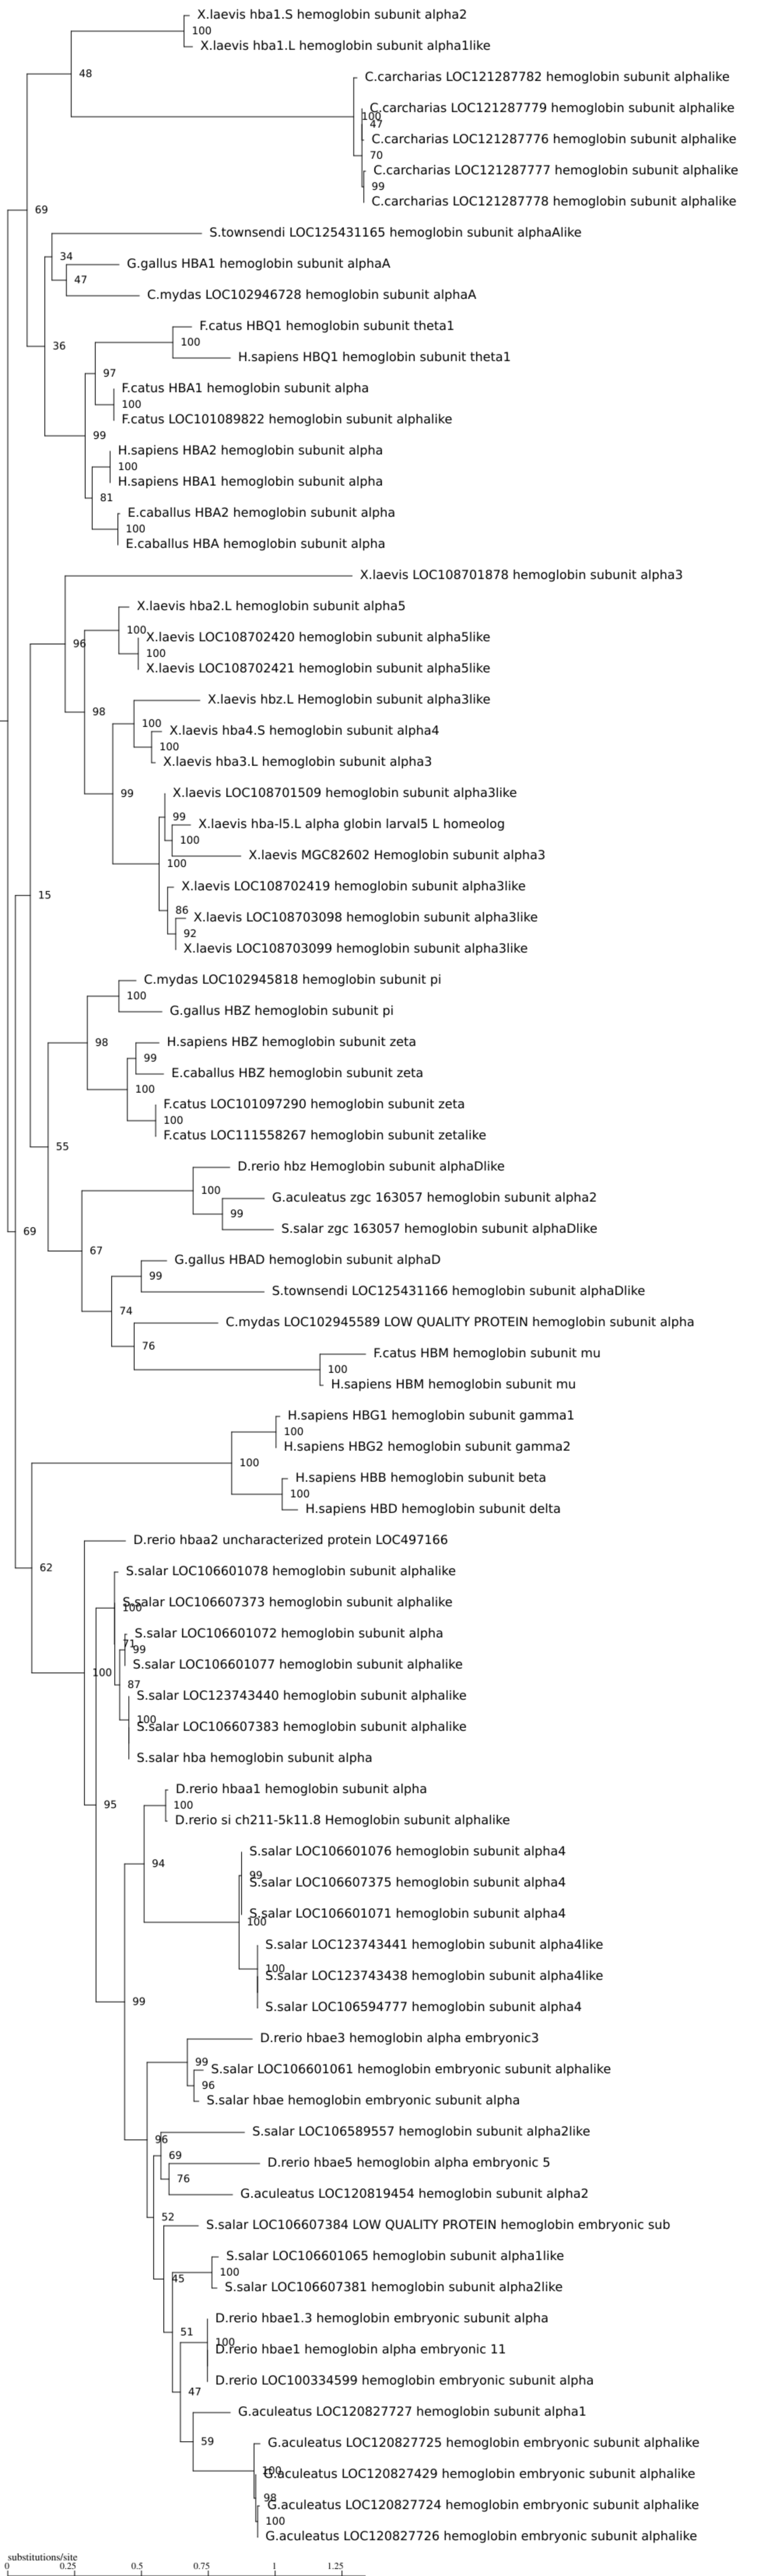 X.laevis hba1.S hemoglobin subunit alpha2
100
X.laevis hba1.L hemoglobin subunit alpha1like
48
C.carcharias LOC121287782 hemoglobin subunit alphalike
C.carcharias LOC121287779 hemoglobin subunit alphalike
100
47
C.carcharias LOC121287776 hemoglobin subunit alphalike
70
C.carcharias LOC121287777 hemoglobin subunit alphalike
99
C.carcharias LOC121287778 hemoglobin subunit alphalike
69
S.townsendi LOC125431165 hemoglobin subunit alphaAlike
34
G.gallus HBA1 hemoglobin subunit alphaA
47
C.mydas LOC102946728 hemoglobin subunit alphaA
F.catus HBQ1 hemoglobin subunit theta1
100
36
H.sapiens HBQ1 hemoglobin subunit theta1
97
F.catus HBA1 hemoglobin subunit alpha
100
F.catus LOC101089822 hemoglobin subunit alphalike
99
H.sapiens HBA2 hemoglobin subunit alpha
100
H.sapiens HBA1 hemoglobin subunit alpha
81
E.caballus HBA2 hemoglobin subunit alpha
100
E.caballus HBA hemoglobin subunit alpha
X.laevis LOC108701878 hemoglobin subunit alpha3
X.laevis hba2.L hemoglobin subunit alpha5
100
X.laevis LOC108702420 hemoglobin subunit alpha5like
96
100
X.laevis LOC108702421 hemoglobin subunit alpha5like
X.laevis hbz.L Hemoglobin subunit alpha3like
98
100
X.laevis hba4.S hemoglobin subunit alpha4
100
X.laevis hba3.L hemoglobin subunit alpha3
99
X.laevis LOC108701509 hemoglobin subunit alpha3like
99
X.laevis hba-l5.L alpha globin larval5 L homeolog
100
X.laevis MGC82602 Hemoglobin subunit alpha3
100
X.laevis LOC108702419 hemoglobin subunit alpha3like
15
86
X.laevis LOC108703098 hemoglobin subunit alpha3like
92
X.laevis LOC108703099 hemoglobin subunit alpha3like
C.mydas LOC102945818 hemoglobin subunit pi
100
G.gallus HBZ hemoglobin subunit pi
98
H.sapiens HBZ hemoglobin subunit zeta
99
E.caballus HBZ hemoglobin subunit zeta
100
F.catus LOC101097290 hemoglobin subunit zeta
100
F.catus LOC111558267 hemoglobin subunit zetalike
55
D.rerio hbz Hemoglobin subunit alphaDlike
100
G.aculeatus zgc 163057 hemoglobin subunit alpha2
99
S.salar zgc 163057 hemoglobin subunit alphaDlike
69
67
G.gallus HBAD hemoglobin subunit alphaD
99
S.townsendi LOC125431166 hemoglobin subunit alphaDlike
74
C.mydas LOC102945589 LOW QUALITY PROTEIN hemoglobin subunit alpha
76
F.catus HBM hemoglobin subunit mu
100
H.sapiens HBM hemoglobin subunit mu
H.sapiens HBG1 hemoglobin subunit gamma1
100
H.sapiens HBG2 hemoglobin subunit gamma2
100
H.sapiens HBB hemoglobin subunit beta
100
H.sapiens HBD hemoglobin subunit delta
D.rerio hbaa2 uncharacterized protein LOC497166
62
S.salar LOC106601078 hemoglobin subunit alphalike
S.salar LOC106607373 hemoglobin subunit alphalike
100
S.salar LOC106601072 hemoglobin subunit alpha
71
99
S.salar LOC106601077 hemoglobin subunit alphalike
100
87
S.salar LOC123743440 hemoglobin subunit alphalike
100
S.salar LOC106607383 hemoglobin subunit alphalike
S.salar hba hemoglobin subunit alpha
D.rerio hbaa1 hemoglobin subunit alpha
95
100
D.rerio si ch211-5k11.8 Hemoglobin subunit alphalike
S.salar LOC106601076 hemoglobin subunit alpha4
94
99
S.salar LOC106607375 hemoglobin subunit alpha4
S.salar LOC106601071 hemoglobin subunit alpha4
100
S.salar LOC123743441 hemoglobin subunit alpha4like
100
S.salar LOC123743438 hemoglobin subunit alpha4like
99
S.salar LOC106594777 hemoglobin subunit alpha4
D.rerio hbae3 hemoglobin alpha embryonic3
99
S.salar LOC106601061 hemoglobin embryonic subunit alphalike
96
S.salar hbae hemoglobin embryonic subunit alpha
S.salar LOC106589557 hemoglobin subunit alpha2like
96
69
D.rerio hbae5 hemoglobin alpha embryonic 5
76
G.aculeatus LOC120819454 hemoglobin subunit alpha2
52
S.salar LOC106607384 LOW QUALITY PROTEIN hemoglobin embryonic sub
S.salar LOC106601065 hemoglobin subunit alpha1like
100
45
S.salar LOC106607381 hemoglobin subunit alpha2like
D.rerio hbae1.3 hemoglobin embryonic subunit alpha
51
100
D.rerio hbae1 hemoglobin alpha embryonic 11
D.rerio LOC100334599 hemoglobin embryonic subunit alpha
47
G.aculeatus LOC120827727 hemoglobin subunit alpha1
59
G.aculeatus LOC120827725 hemoglobin embryonic subunit alphalike
100
G.aculeatus LOC120827429 hemoglobin embryonic subunit alphalike
98
G.aculeatus LOC120827724 hemoglobin embryonic subunit alphalike
100
G.aculeatus LOC120827726 hemoglobin embryonic subunit alphalike
substitutions/site
0 0.25 0.5 0.75 1 1.25